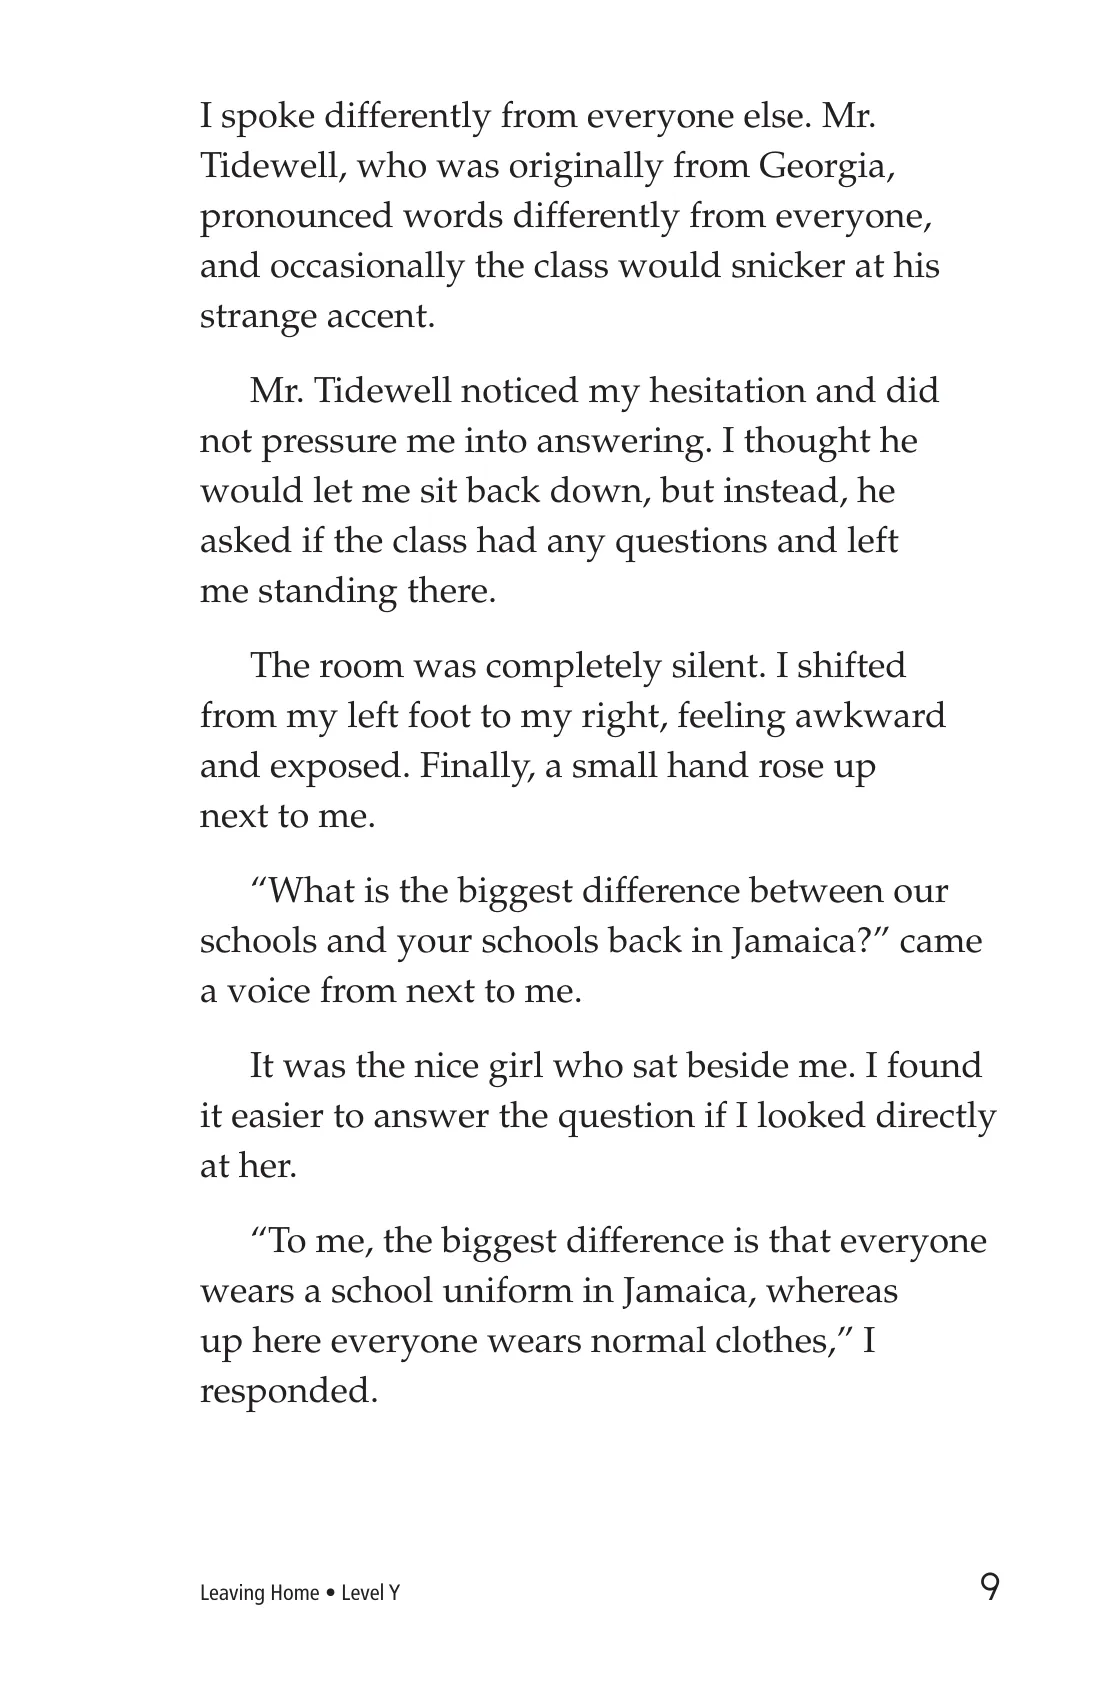 I spoke differently from everyone else. Mr.
Tidewell, who was originally from Georgia,
pronounced words differently from everyone,
and occasionally the class would snicker at his
strange accent.
Mr. Tidewell noticed my hesitation and did
not pressure me into answering. I thought he
would let me sit back down, but instead, he
asked if the class had any questions and left
me standing there.
The room was completely silent. I shifted
from my left foot to my right, feeling awkward
and exposed. Finally, a small hand rose up
next to me.
“What is the biggest difference between our
schools and your schools back in Jamaica?” came
a voice from next to me.
It was the nice girl who sat beside me. I found
it easier to answer the question if I looked directly
at her.
“To me, the biggest difference is that everyone
wears a school uniform in Jamaica, whereas
up here everyone wears normal clothes,” I
responded.
Leaving Home • Level Y
9